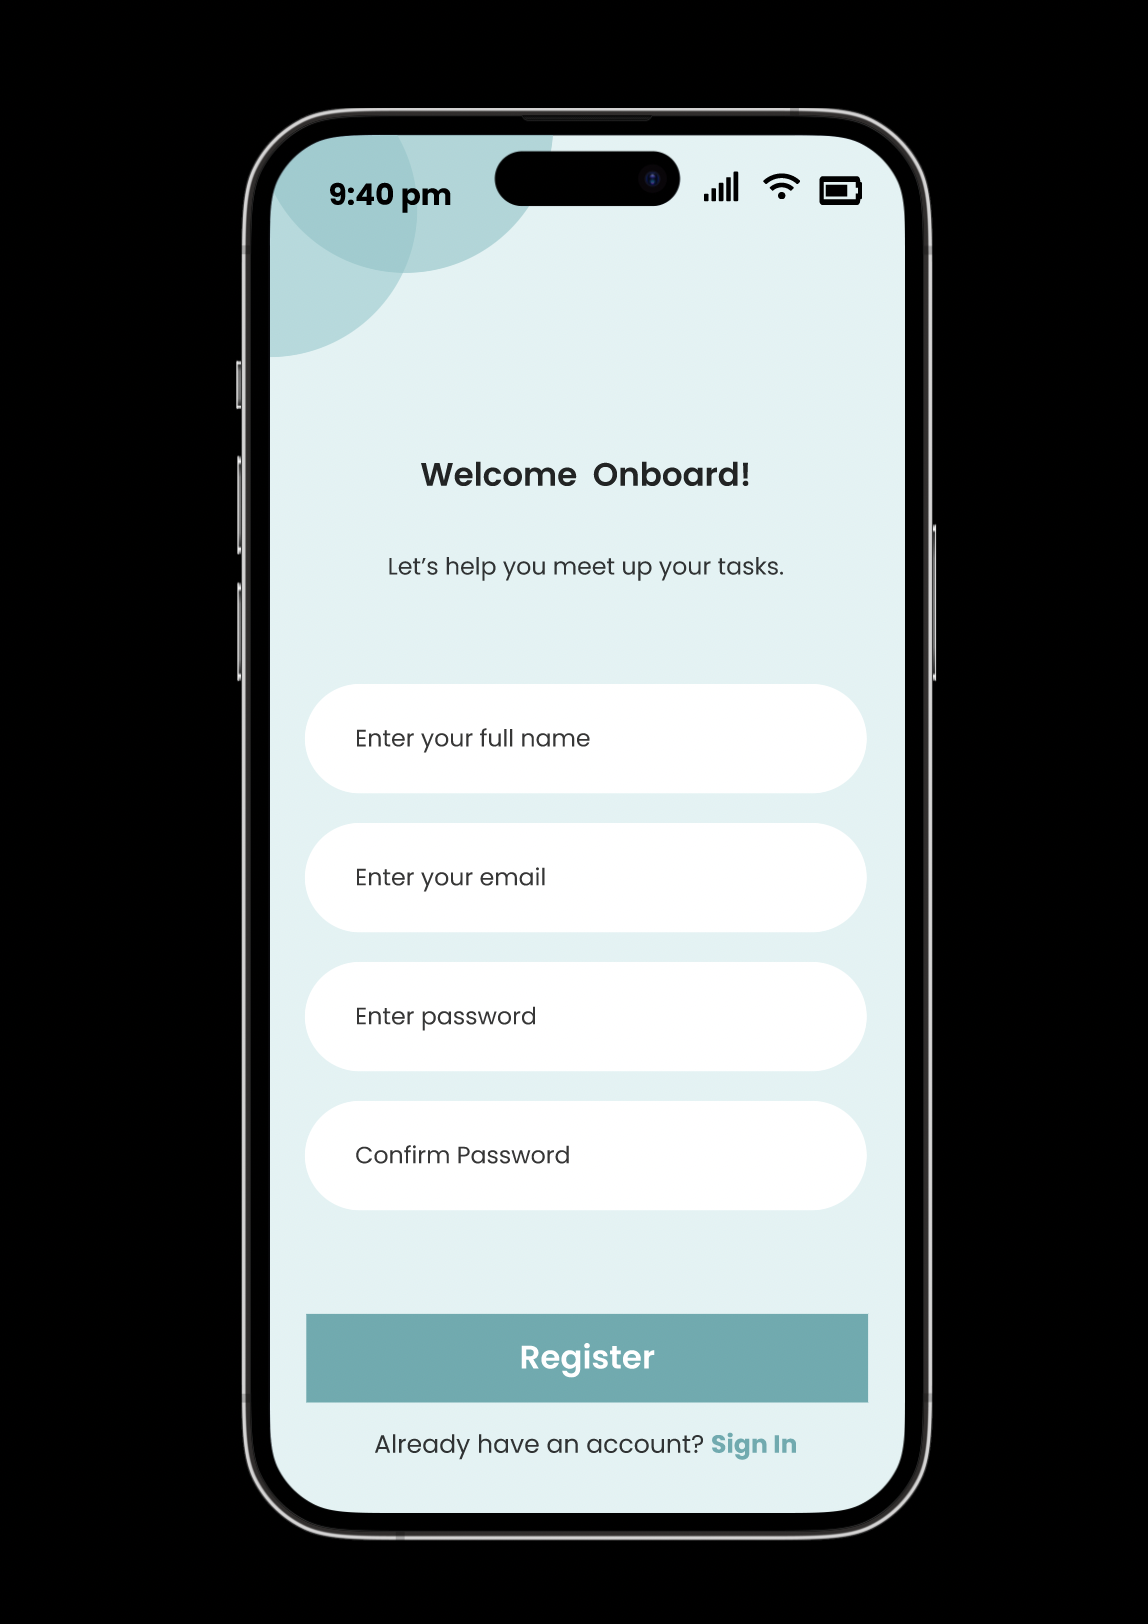 9:40 pm
Welcome Onboard!
Let’s help you meet up your tasks.
Enter your full name
Enter your email
Enter password
Confirm Password
Register
Already have an account? Sign In